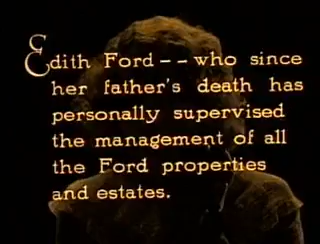 Edith Ford -- who since
her father's death has
personally supervised
the management of all
the Ford properties
and estates.